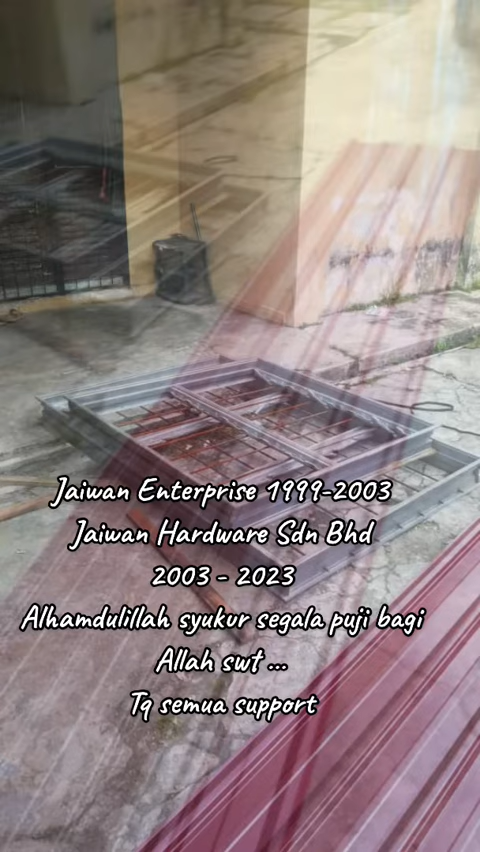 Jaiwan Enterprise 1999-2003
Jaiwan Hardware Sdn Bhd
2003 - 2023
Alhamdulillah syukur segala puji bagi
Allah swt ...
Tq semua support